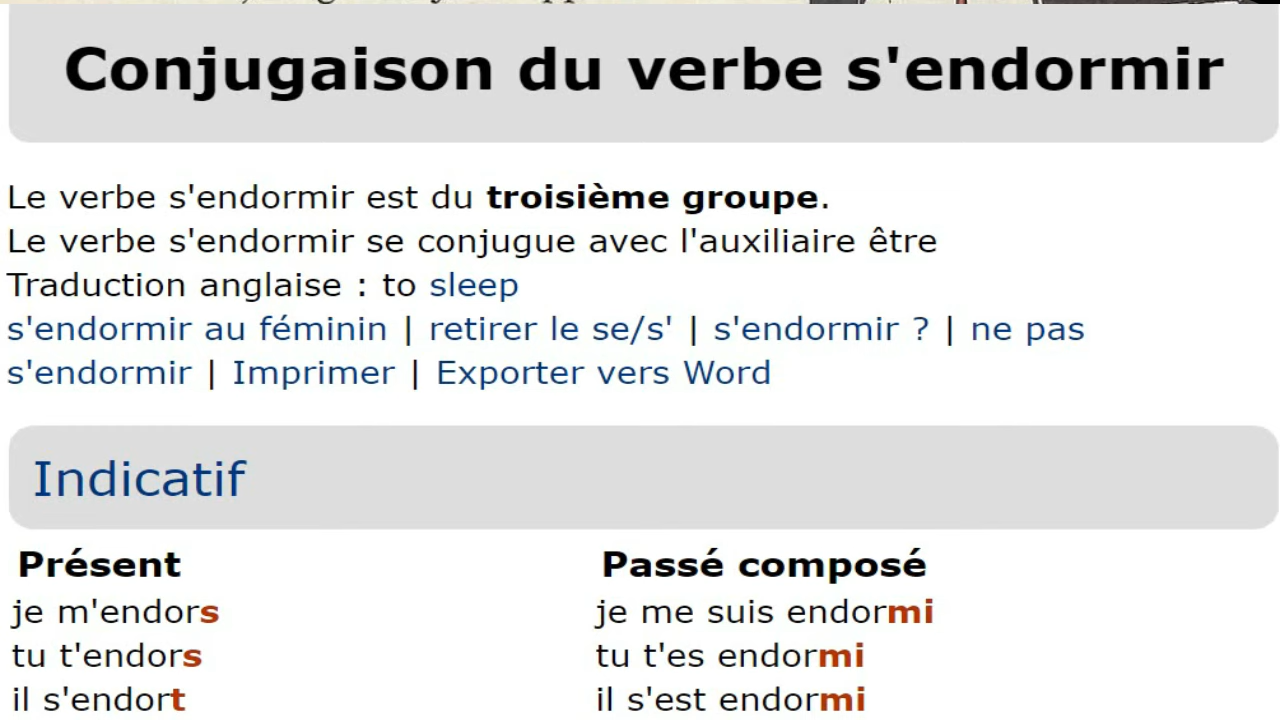 Conjugaison du verbe s'endormir
Le verbe s'endormir est du troisième groupe.
Le verbe s'endormir se conjugue avec l'auxiliaire être
Traduction anglaise : to sleep
s'endormir au féminin | retirer le se/s' | s'endormir ? | ne pas
s'endormir | Imprimer | Exporter vers Word
Indicatif
Présent
je m'endors
tu t'endors
il s'endort
Passé composé
je me suis endormi
tu t'es endormi
il s'est endormi